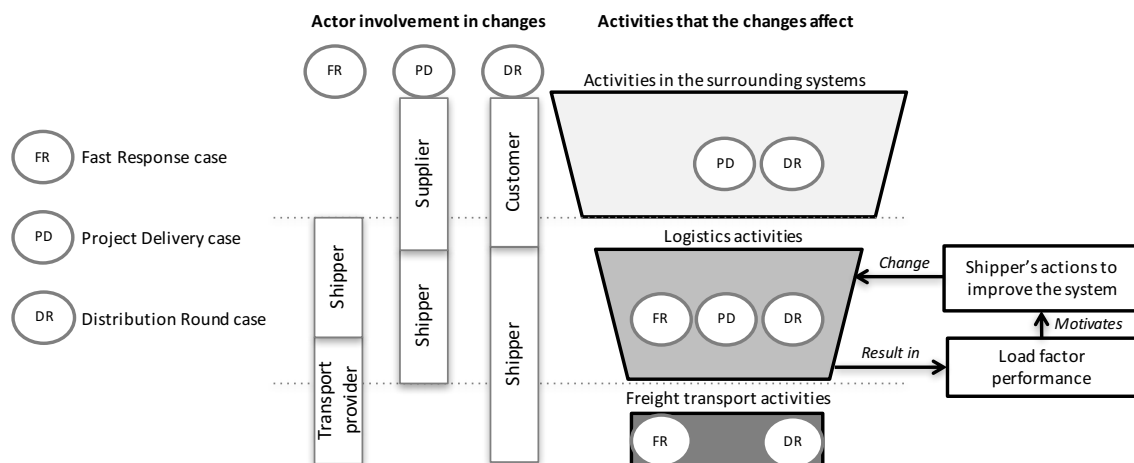 Actor involvement in changes
Activities that the changes affect
FR
PD
DR
Activities in the surrounding systems
FR
Fast Response case
PD
Project Delivery case
DR
Distribution Round case
Supplier
Customer
PD
DR
Shipper
Transport
provider
Shipper
Shipper
Logistics activities
FR
PD
DR
Change
Shipper's actions to
improve the system
Motivates
Result in
Load factor
performance
Freight transport activities
FR
DR